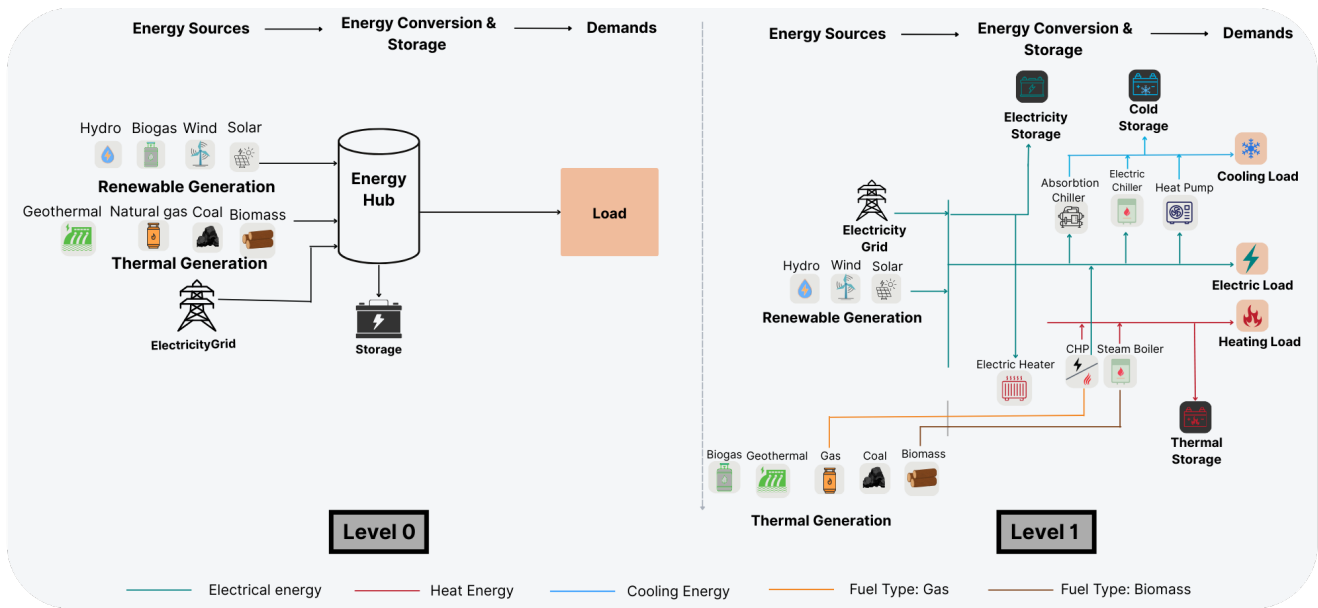 Energy Sources
Energy Conversion &
Storage
Demands
Hydro
Biogas
Wind
Solar
Renewable Generation
Geothermal
Natural gas
Coal
Biomass
Thermal Generation
ElectricityGrid
Energy
Hub
Storage
Load
Level 0
Energy Sources
Energy Conversion &
Storage
Demands
Electricity
Storage
Cold
Storage
Absorbtion
Chiller
Electric
Chiller
Heat Pump
Cooling Load
Electricity
Grid
Hydro
Wind
Solar
Renewable Generation
Electric Load
Heating Load
Electric Heater
CHP
Steam Boiler
Thermal
Storage
Biogas
Geothermal
Gas
Coal
Biomass
Thermal Generation
Level 1
Electrical energy
Heat Energy
Cooling Energy
Fuel Type: Gas
Fuel Type: Biomass